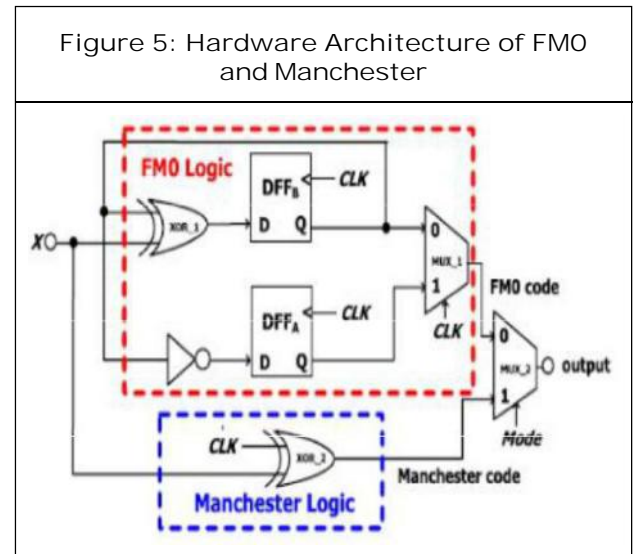 Figure 5: Hardware Architecture of FM0
and Manchester
FM0 Logic
DFFB
CLK
D Q
XOR_1
X
0
MUX_1
1
CLK
FM0 code
DFFA
CLK
D Q
0
MUX_2
1
output
Mode
CLK
XOR_2
Manchester code
Manchester Logic